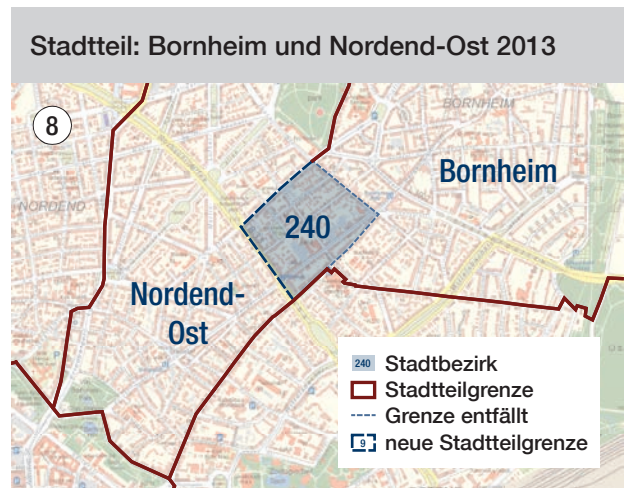 Stadtteil: Bornheim und Nordend-Ost 2013
8
BORNHEIM
Bornheim
NORDEND
240
Nordend-
Ost
240 Stadtbezirk
Stadtteilgrenze
Grenze entfällt
9 neue Stadtteilgrenze